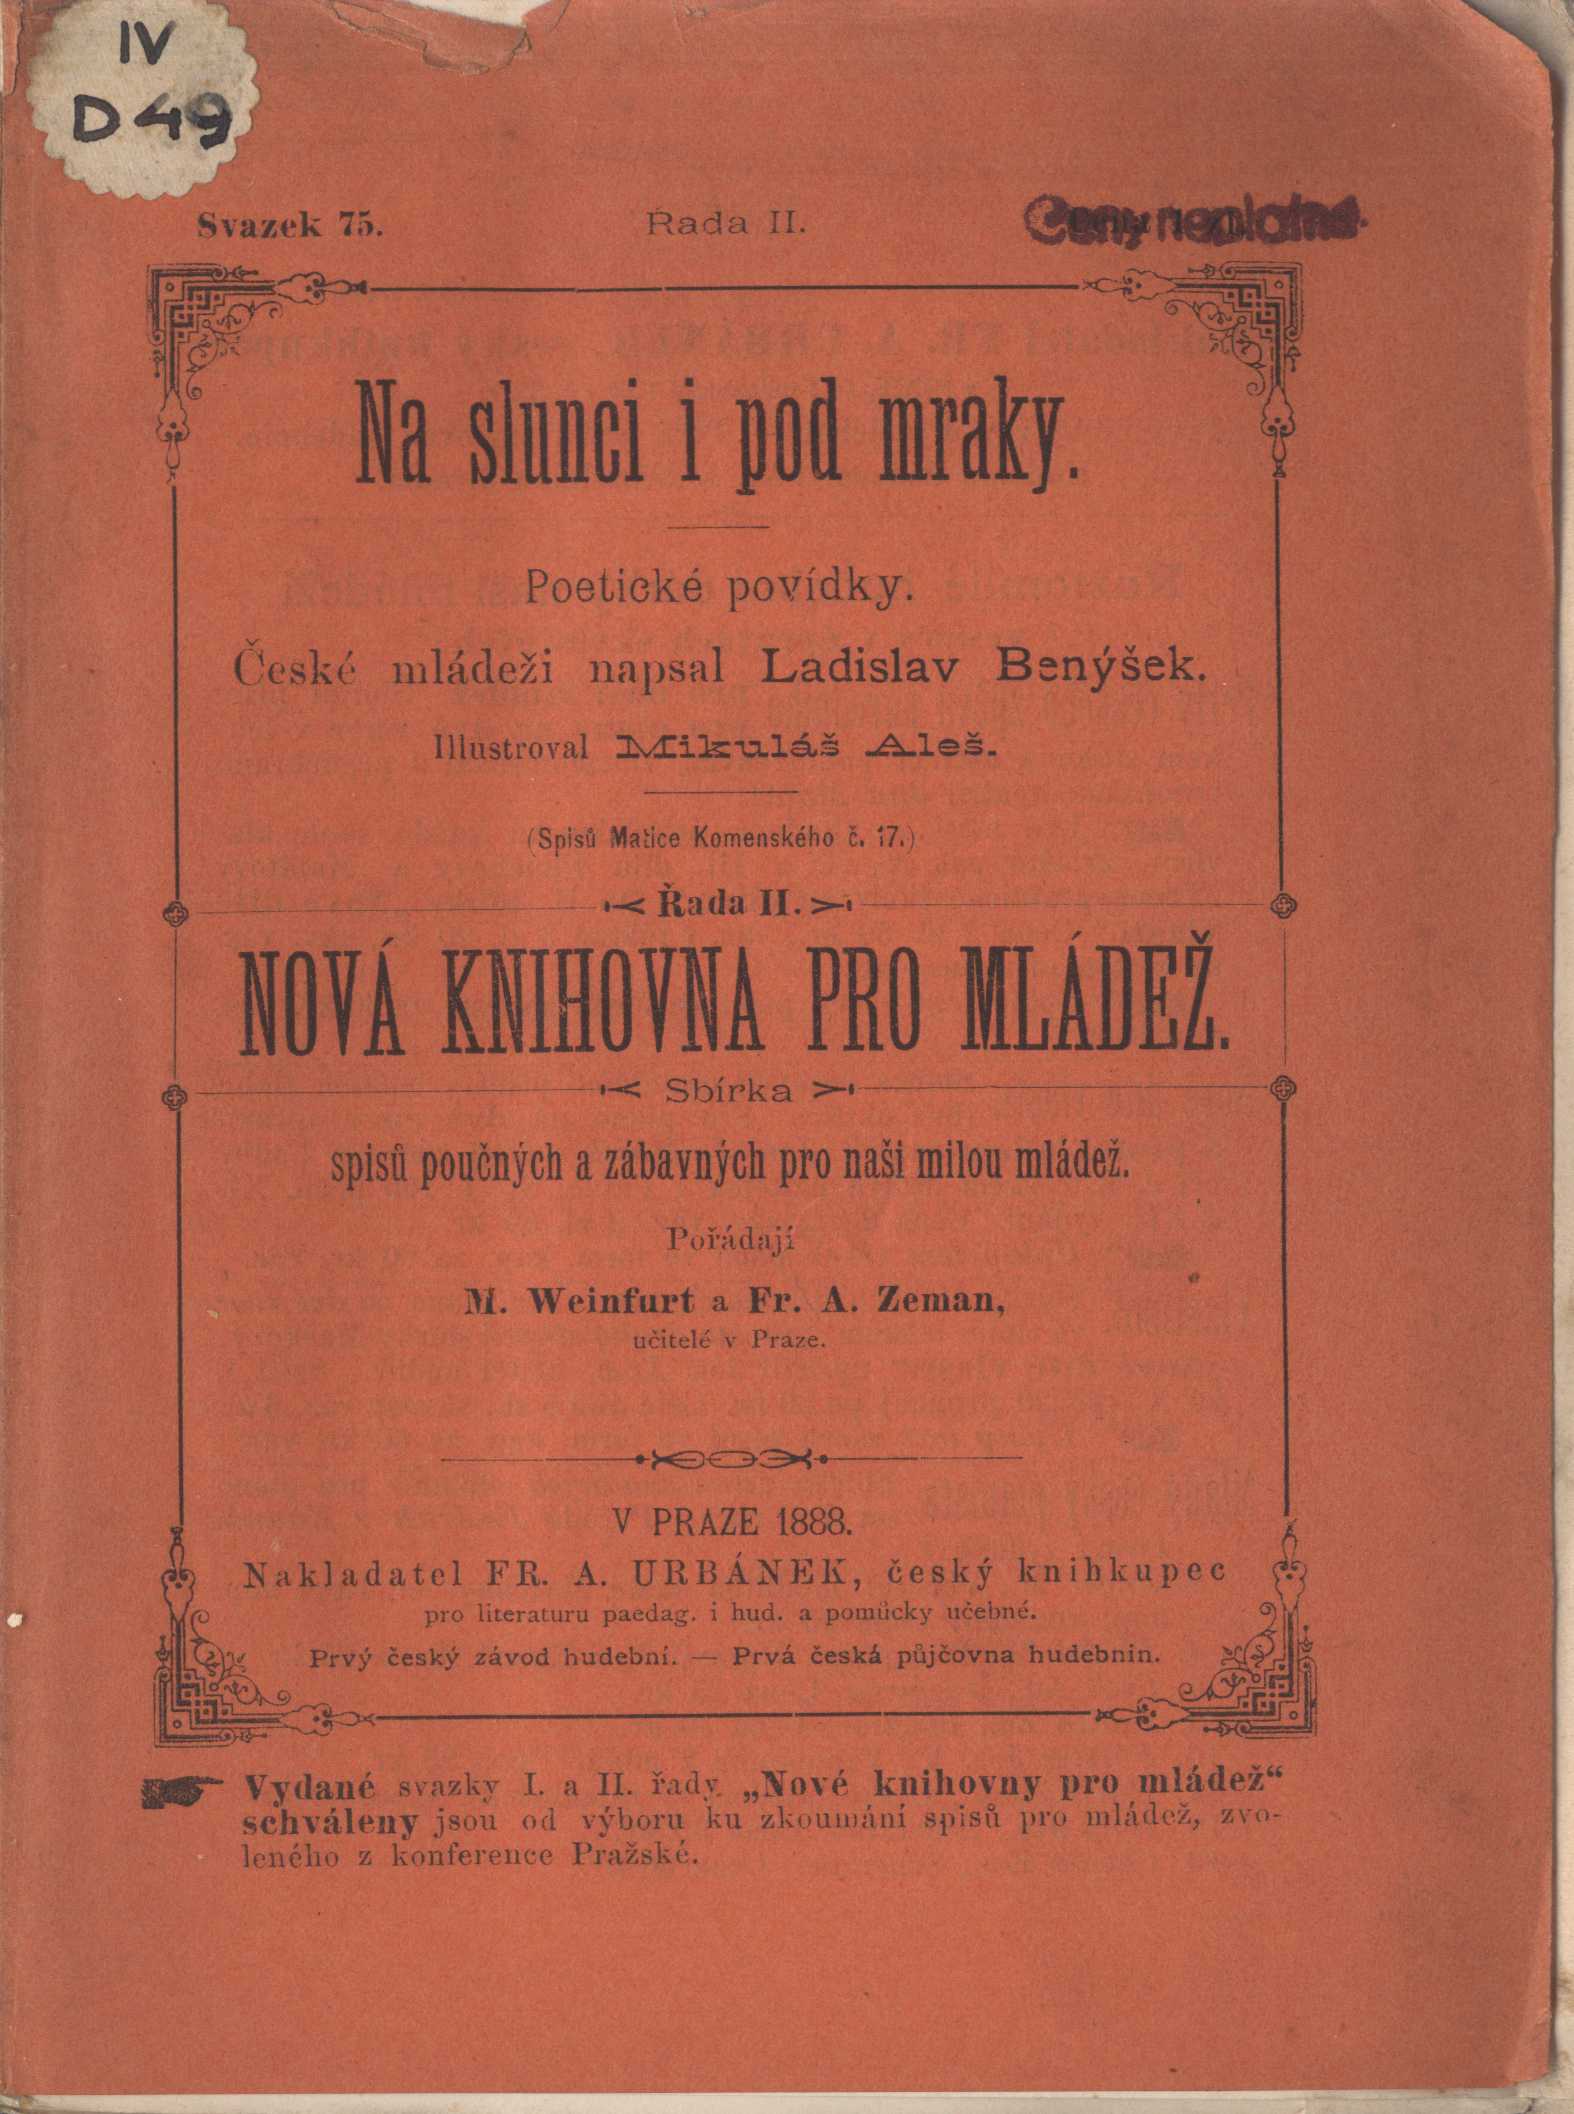 IV
D 49
Svazek 75.
Řada II.
Ceny neplatné.
Na slunci i pod mraky.
Poetické povídky.
České mládeži napsal Ladislav Benýšek.
Illustroval Mikuláš Aleš.
(Spisů Matice Komenského č. 17.)
Řada II.
NOVÁ KNIHOVNA PRO MLÁDEŽ.
Sbírka
spisů poučných a zábavných pro naši milou mládež.
Pořádají
M. Weinfurt a Fr. A. Zeman,
učitelé v Praze.
V PRAZE 1888.
Nakladatel FR. A. URBÁNEK, český knihkupec
pro literaturu paedag. i hud. a pomůcky učebné.
Prvý český závod hudební. — Prvá česká půjčovna hudebnin.
Vydané svazky I. a II. řady „Nové knihovny pro mládež“
schváleny jsou od výboru ku zkoumání spisů pro mládež, zvo-
leného z konference Pražské.